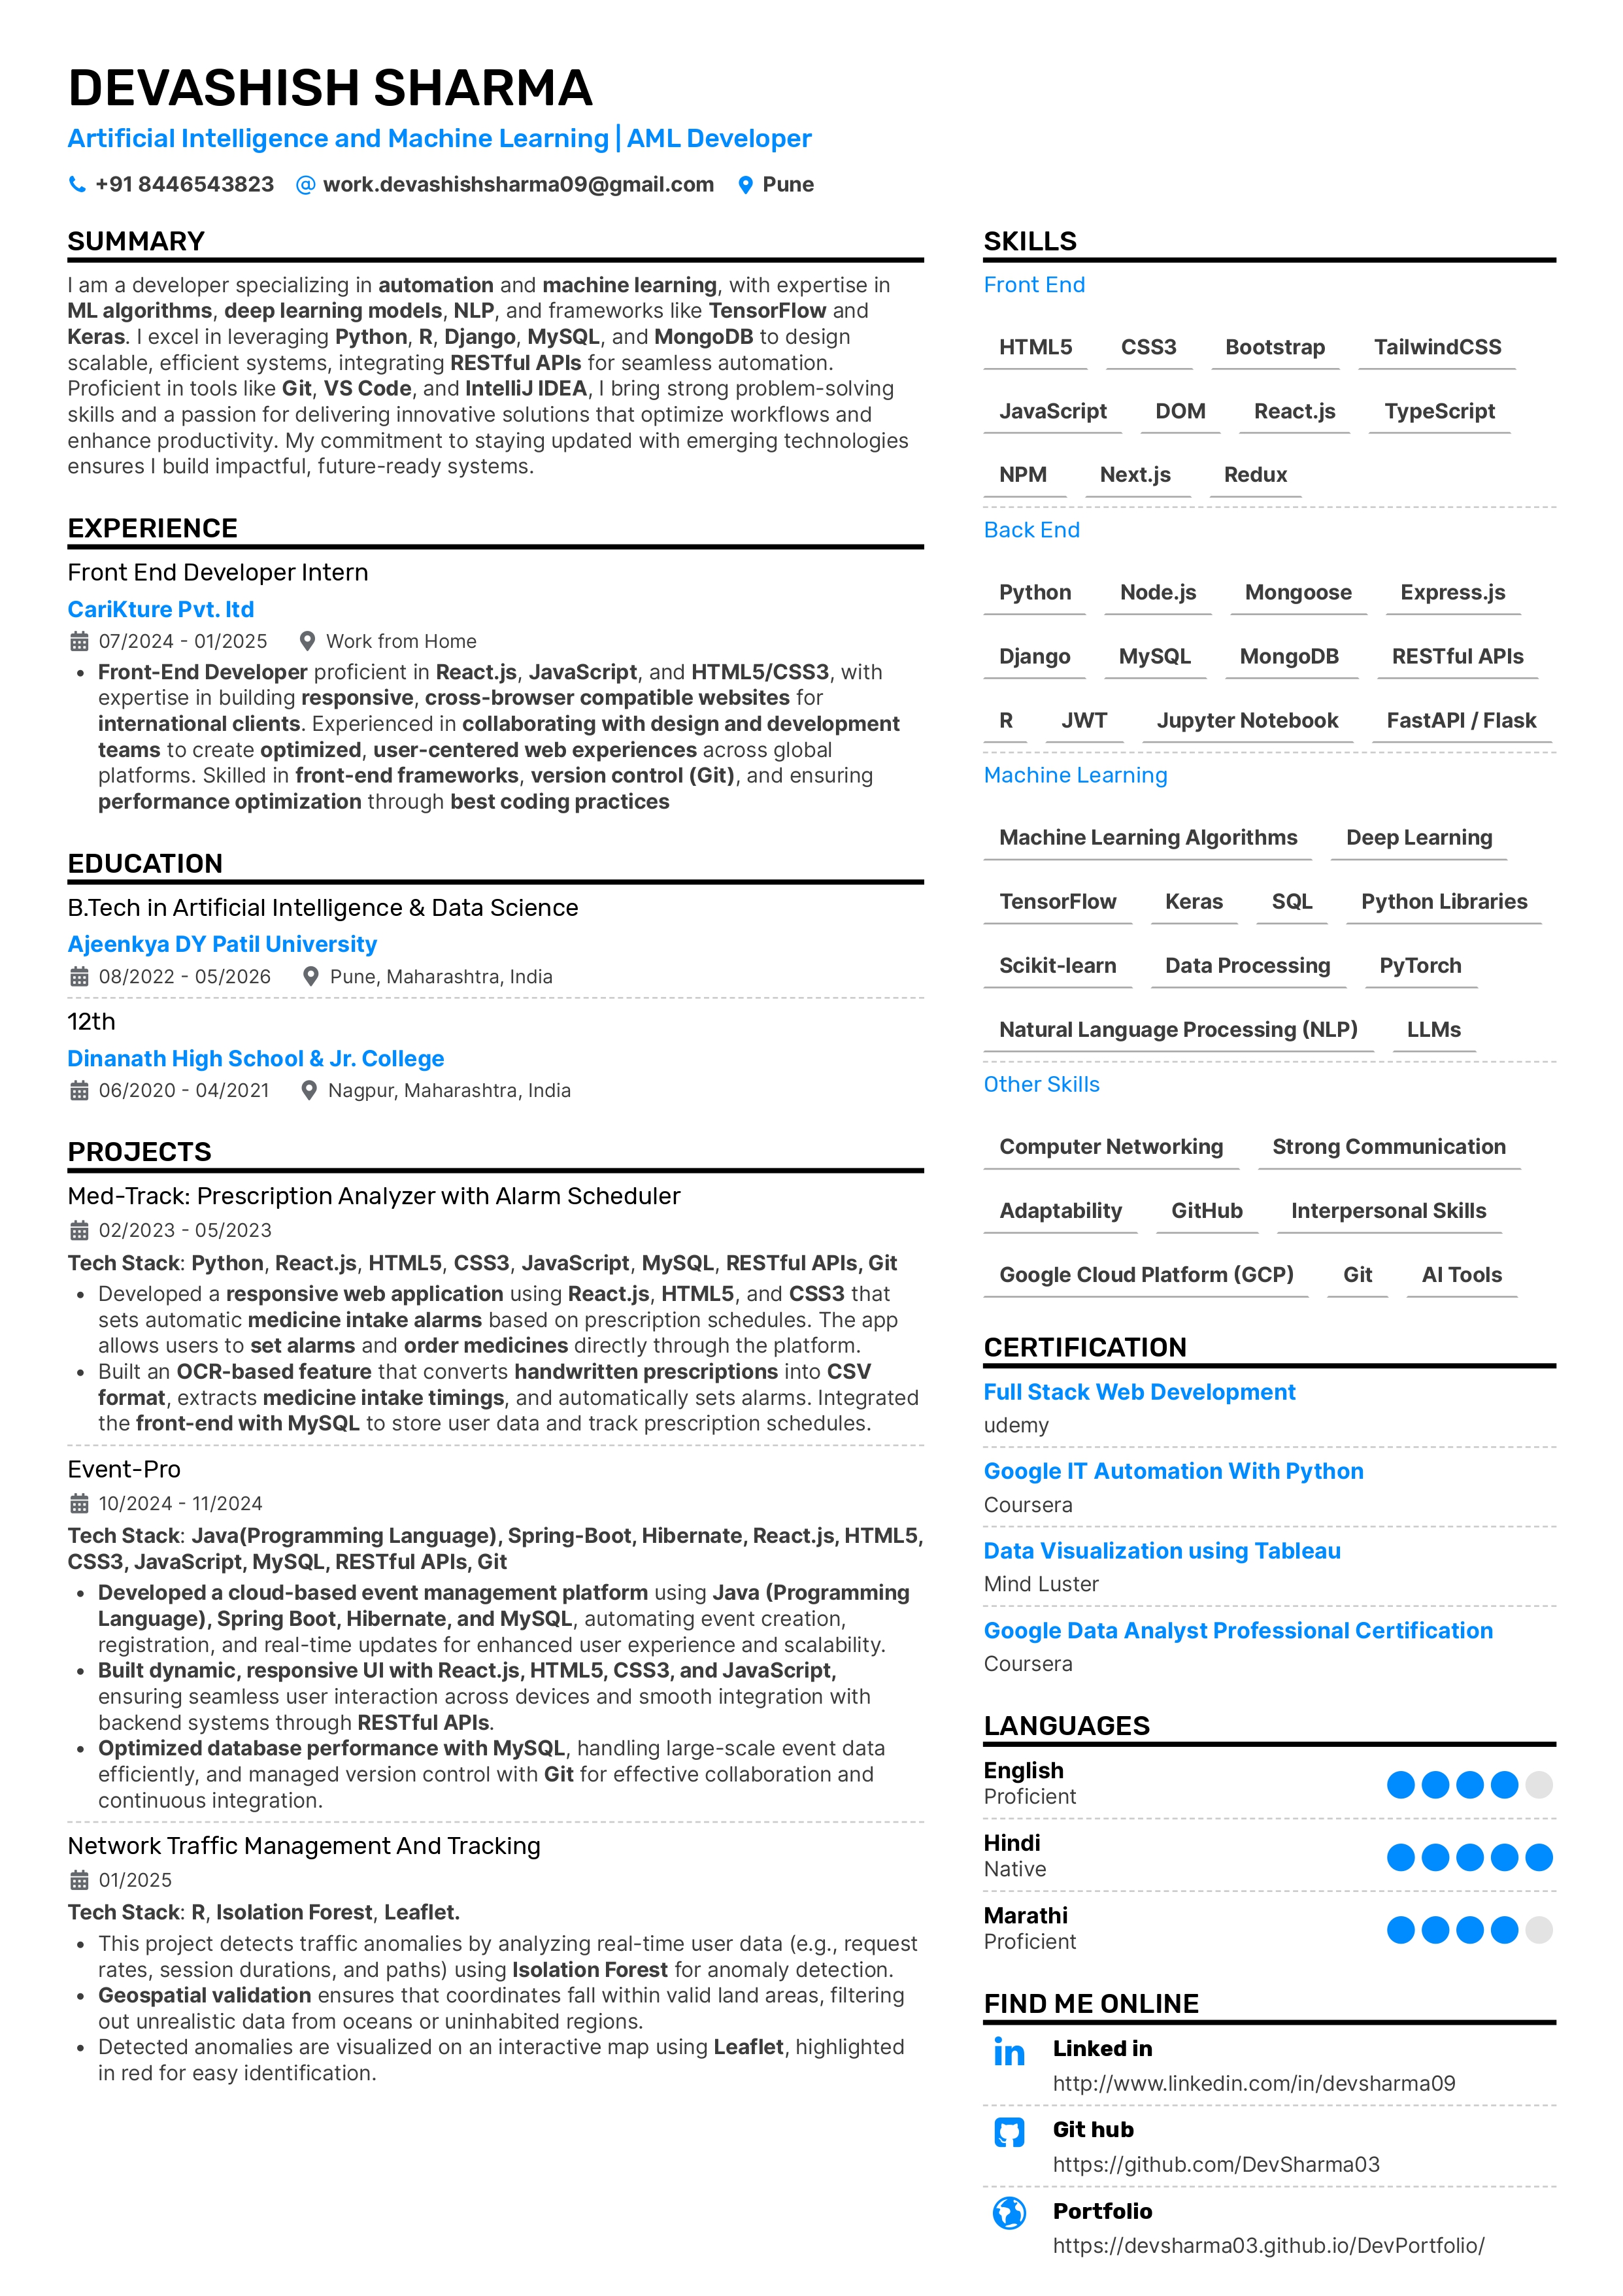 DEVASHISH SHARMA
Artificial Intelligence and Machine Learning | AML Developer
+91 8446543823 @ work.devashishsharma09@gmail.com Pune
SUMMARY
I am a developer specializing in automation and machine learning, with expertise in
ML algorithms, deep learning models, NLP, and frameworks like TensorFlow and
Keras. I excel in leveraging Python, R, Django, MySQL, and MongoDB to design
scalable, efficient systems, integrating RESTful APIs for seamless automation.
Proficient in tools like Git, VS Code, and IntelliJ IDEA, I bring strong problem-solving
skills and a passion for delivering innovative solutions that optimize workflows and
enhance productivity. My commitment to staying updated with emerging technologies
ensures I build impactful, future-ready systems.
EXPERIENCE
Front End Developer Intern
CariKture Pvt. ltd
07/2024 - 01/2025 Work from Home
• Front-End Developer proficient in React.js, JavaScript, and HTML5/CSS3, with
expertise in building responsive, cross-browser compatible websites for
international clients. Experienced in collaborating with design and development
teams to create optimized, user-centered web experiences across global
platforms. Skilled in front-end frameworks, version control (Git), and ensuring
performance optimization through best coding practices
EDUCATION
B.Tech in Artificial Intelligence & Data Science
Ajeenkya DY Patil University
08/2022 - 05/2026 Pune, Maharashtra, India
12th
Dinanath High School & Jr. College
06/2020 - 04/2021 Nagpur, Maharashtra, India
PROJECTS
Med-Track: Prescription Analyzer with Alarm Scheduler
02/2023 - 05/2023
Tech Stack: Python, React.js, HTML5, CSS3, JavaScript, MySQL, RESTful APIs, Git
• Developed a responsive web application using React.js, HTML5, and CSS3 that
sets automatic medicine intake alarms based on prescription schedules. The app
allows users to set alarms and order medicines directly through the platform.
• Built an OCR-based feature that converts handwritten prescriptions into CSV
format, extracts medicine intake timings, and automatically sets alarms. Integrated
the front-end with MySQL to store user data and track prescription schedules.
Event-Pro
10/2024 - 11/2024
Tech Stack: Java(Programming Language), Spring-Boot, Hibernate, React.js, HTML5,
CSS3, JavaScript, MySQL, RESTful APIs, Git
• Developed a cloud-based event management platform using Java (Programming
Language), Spring Boot, Hibernate, and MySQL, automating event creation,
registration, and real-time updates for enhanced user experience and scalability.
• Built dynamic, responsive UI with React.js, HTML5, CSS3, and JavaScript,
ensuring seamless user interaction across devices and smooth integration with
backend systems through RESTful APIs.
• Optimized database performance with MySQL, handling large-scale event data
efficiently, and managed version control with Git for effective collaboration and
continuous integration.
Network Traffic Management And Tracking
01/2025
Tech Stack: R, Isolation Forest, Leaflet.
• This project detects traffic anomalies by analyzing real-time user data (e.g., request
rates, session durations, and paths) using Isolation Forest for anomaly detection.
• Geospatial validation ensures that coordinates fall within valid land areas, filtering
out unrealistic data from oceans or uninhabited regions.
• Detected anomalies are visualized on an interactive map using Leaflet, highlighted
in red for easy identification.
SKILLS
Front End
HTML5 CSS3 Bootstrap TailwindCSS
JavaScript DOM React.js TypeScript
NPM Next.js Redux
Back End
Python Node.js Mongoose Express.js
Django MySQL MongoDB RESTful APIs
R JWT Jupyter Notebook FastAPI / Flask
Machine Learning
Machine Learning Algorithms Deep Learning
TensorFlow Keras SQL Python Libraries
Scikit-learn Data Processing PyTorch
Natural Language Processing (NLP) LLMs
Other Skills
Computer Networking Strong Communication
Adaptability GitHub Interpersonal Skills
Google Cloud Platform (GCP) Git AI Tools
CERTIFICATION
Full Stack Web Development
udemy
Google IT Automation With Python
Coursera
Data Visualization using Tableau
Mind Luster
Google Data Analyst Professional Certification
Coursera
LANGUAGES
English
Proficient
Hindi
Native
Marathi
Proficient
FIND ME ONLINE
Linked in
http://www.linkedin.com/in/devsharma09
Git hub
https://github.com/DevSharma03
Portfolio
https://devsharma03.github.io/DevPortfolio/